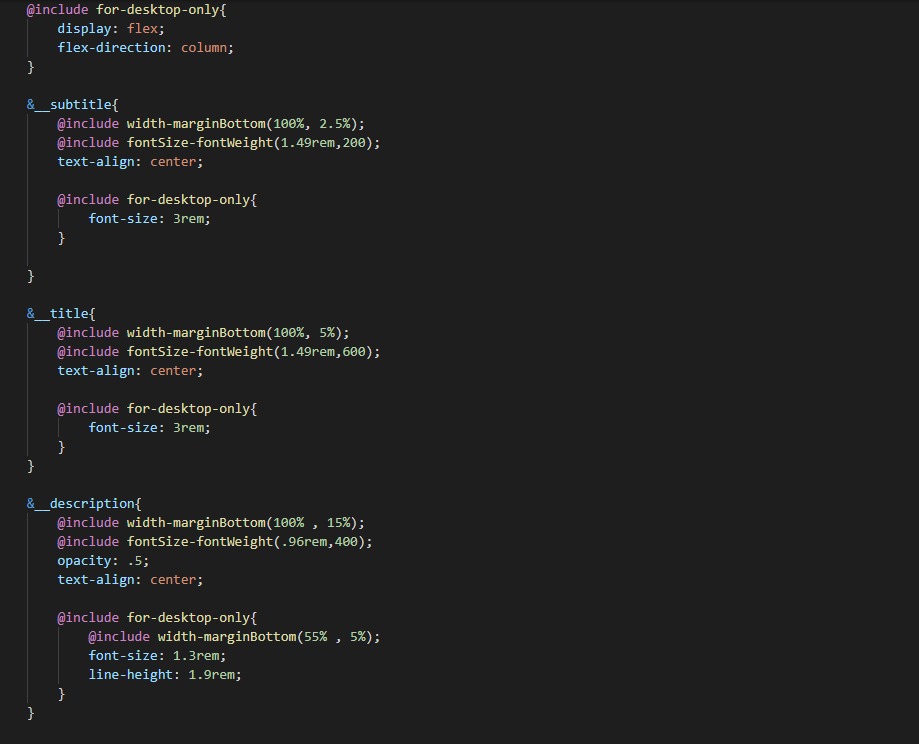 @include for-desktop-only{
display: flex;
flex-direction: column;
}
&__subtitle{
@include width-marginBottom(100%, 2.5%);
@include fontSize-fontWeight(1.49rem,200);
text-align: center;
@include for-desktop-only{
font-size: 3rem;
}
}
&__title{
@include width-marginBottom(100%, 5%);
@include fontSize-fontWeight(1.49rem,600);
text-align: center;
@include for-desktop-only{
font-size: 3rem;
}
}
&__description{
@include width-marginBottom(100% , 15%);
@include fontSize-fontWeight(.96rem,400);
opacity: .5;
text-align: center;
@include for-desktop-only{
@include width-marginBottom(55% , 5%);
font-size: 1.3rem;
line-height: 1.9rem;
}
}